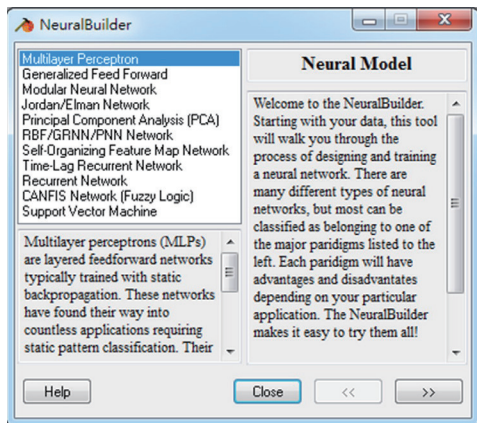 NeuralBuilder
Multilayer Perceptron
Generalized Feed Forward
Modular Neural Network
Jordan/Elman Network
Principal Component Analysis (PCA)
RBF/GRNN/PNN Network
Self-Organizing Feature Map Network
Time-Lag Recurrent Network
Recurrent Network
CANFIS Network (Fuzzy Logic)
Support Vector Machine
Multilayer perceptrons (MLPs)
are layered feedforward networks
typically trained with static
backpropagation. These networks
have found their way into
countless applications requiring
static pattern classification. Their
Neural Model
Welcome to the NeuralBuilder.
Starting with your data, this tool
will walk you through the
process of designing and training
a neural network. There are
many different types of neural
networks, but most can be
classified as belonging to one of
the major paridigms listed to the
left. Each paridigm will have
advantages and disadvantates
depending on your particular
application. The NeuralBuilder
makes it easy to try them all!
Help
Close
<<
>>